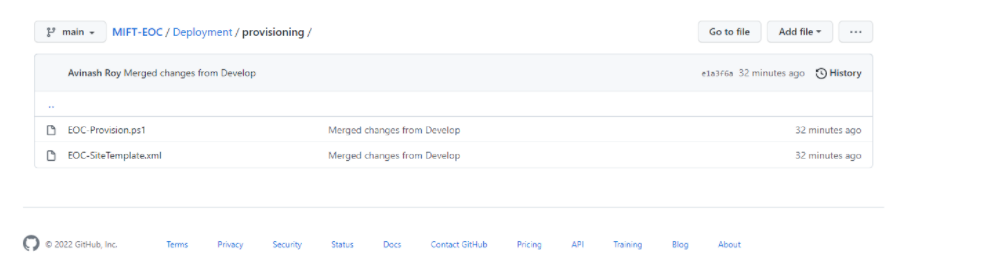 main MIFT-EOC / Deployment / provisioning / Go to file Add file ...
Avinash Roy Merged changes from Develop e1a3f6a 32 minutes ago History
..
EOC-Provision.ps1 Merged changes from Develop 32 minutes ago
EOC-SiteTemplate.xml Merged changes from Develop 32 minutes ago
© 2022 GitHub, Inc. Terms Privacy Security Status Docs Contact GitHub Pricing API Training Blog About